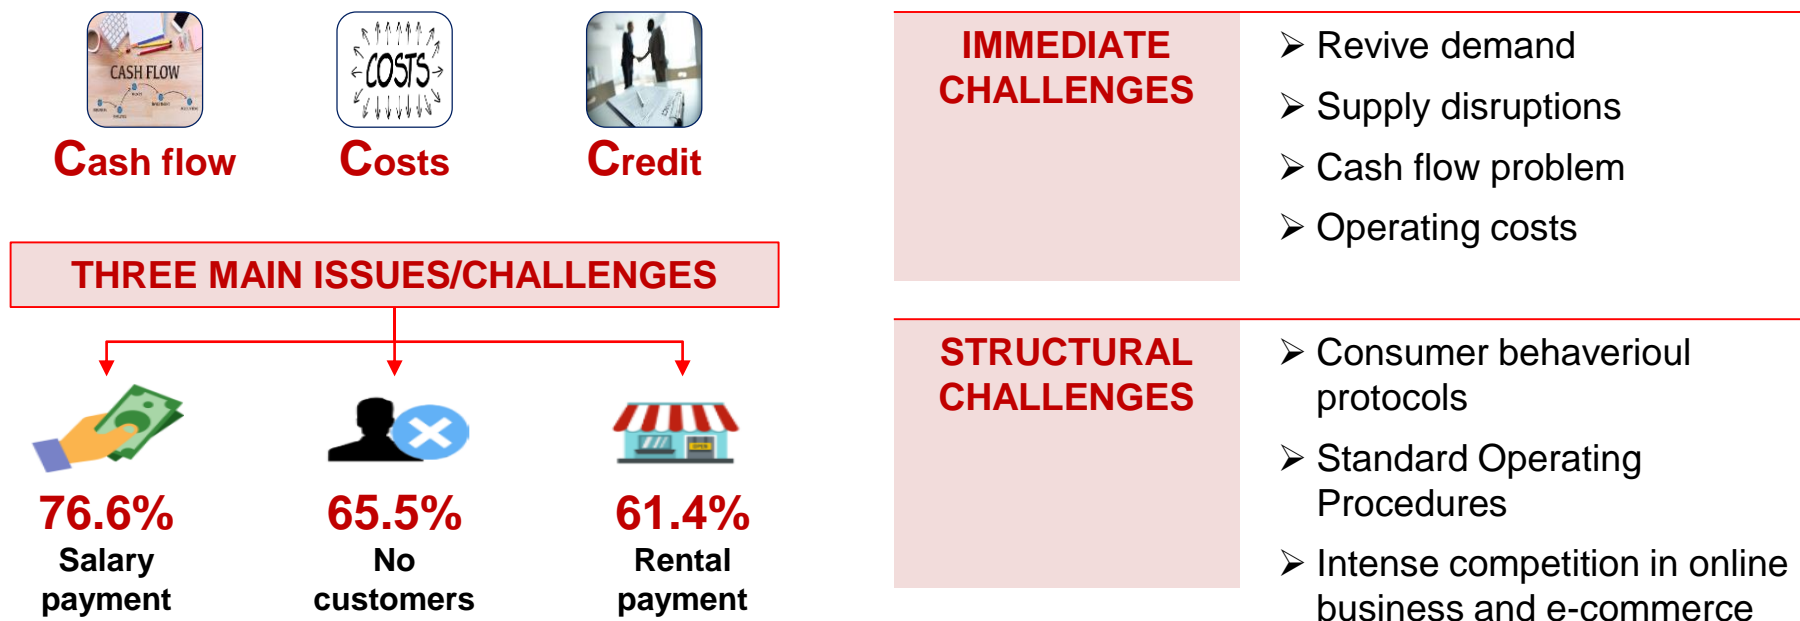 CASH FLOW
COSTS
Cash flow
Costs
Credit
THREE MAIN ISSUES/CHALLENGES
OPEN
76.6%
Salary
payment
65.5%
No
customers
61.4%
Rental
payment
IMMEDIATE
CHALLENGES
➢ Revive demand
➢ Supply disruptions
➢ Cash flow problem
➢ Operating costs
STRUCTURAL
CHALLENGES
➢ Consumer behaverioul
protocols
➢ Standard Operating
Procedures
➢ Intense competition in online
business and e-commerce